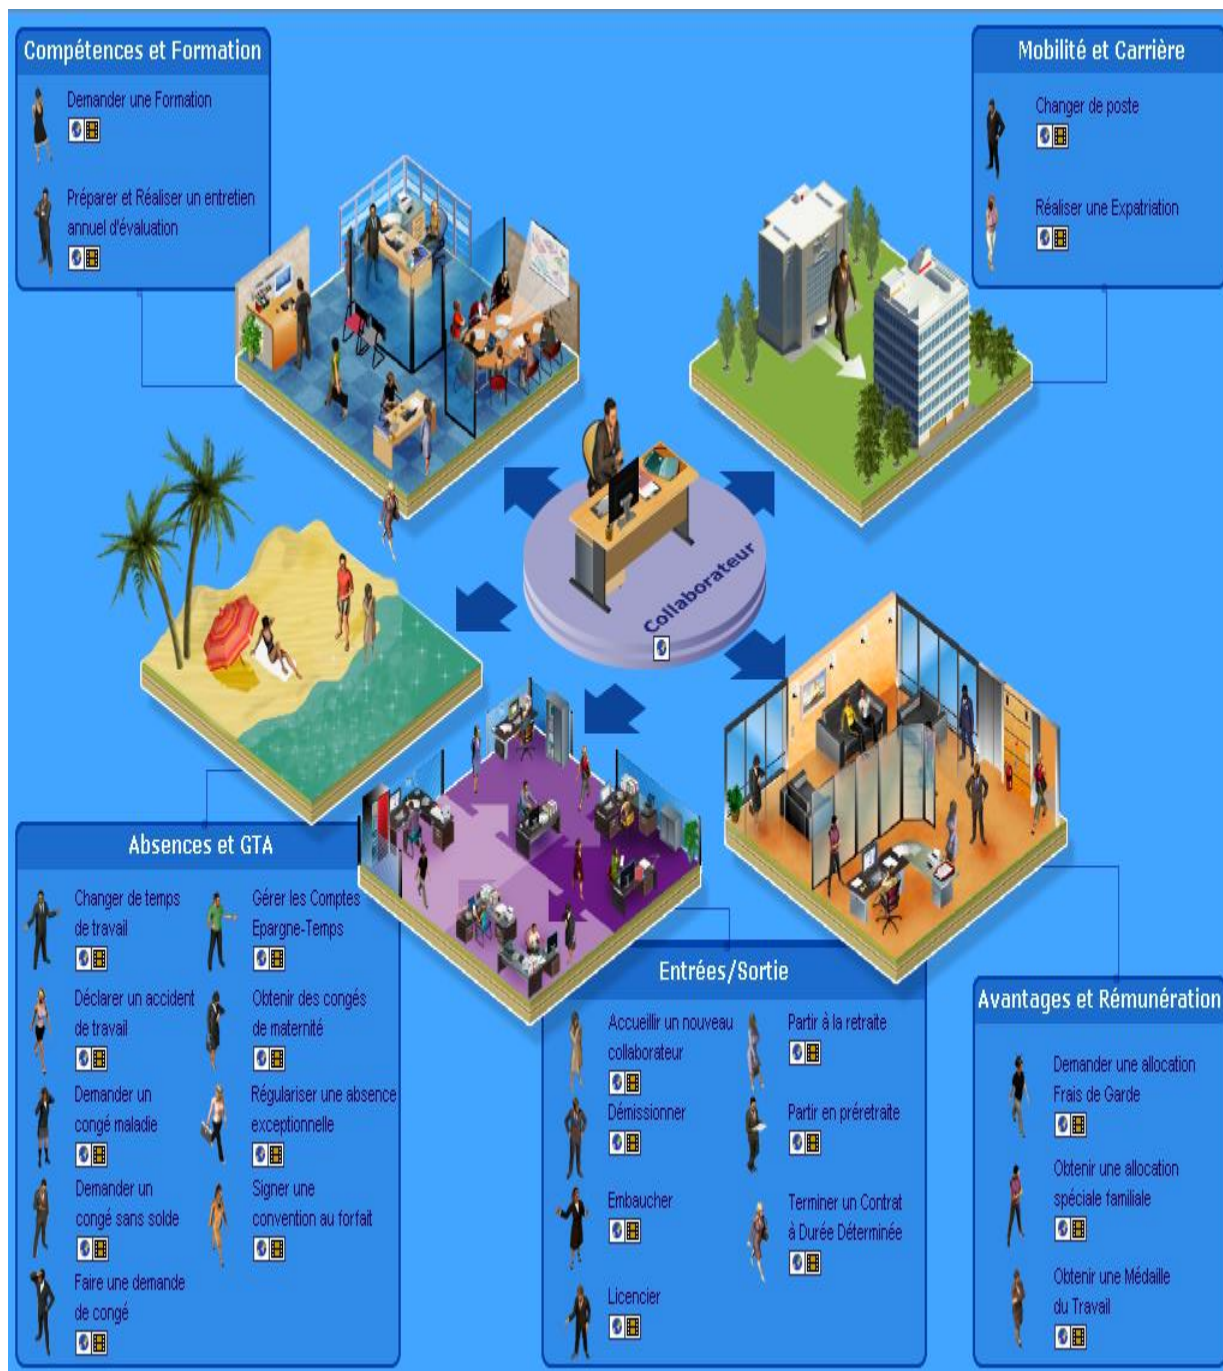 Compétences et Formation
Demander une Formation
Préparer et Réaliser un entretien
annuel d'évaluation
Mobilité et Carrière
Changer de poste
Réaliser une Expatriation
Collaborateur
Absences et GTA
Changer de temps
de travail
Déclarer un accident
de travail
Demander un
congé maladie
Demander un
congé sans solde
Faire une demande
de congé
Gérer les Comptes
Epargne-Temps
Obtenir des congés
de maternité
Régulariser une absence
exceptionnelle
Signer une
convention au forfait
Entrées/Sortie
Accueillir un nouveau
collaborateur
Démissionner
Embaucher
Licencier
Partir à la retraite
Partir en préretraite
Terminer un Contrat
à Durée Déterminée
Avantages et Rémunération
Demander une allocation
Frais de Garde
Obtenir une allocation
spéciale familiale
Obtenir une Médaille
du Travail